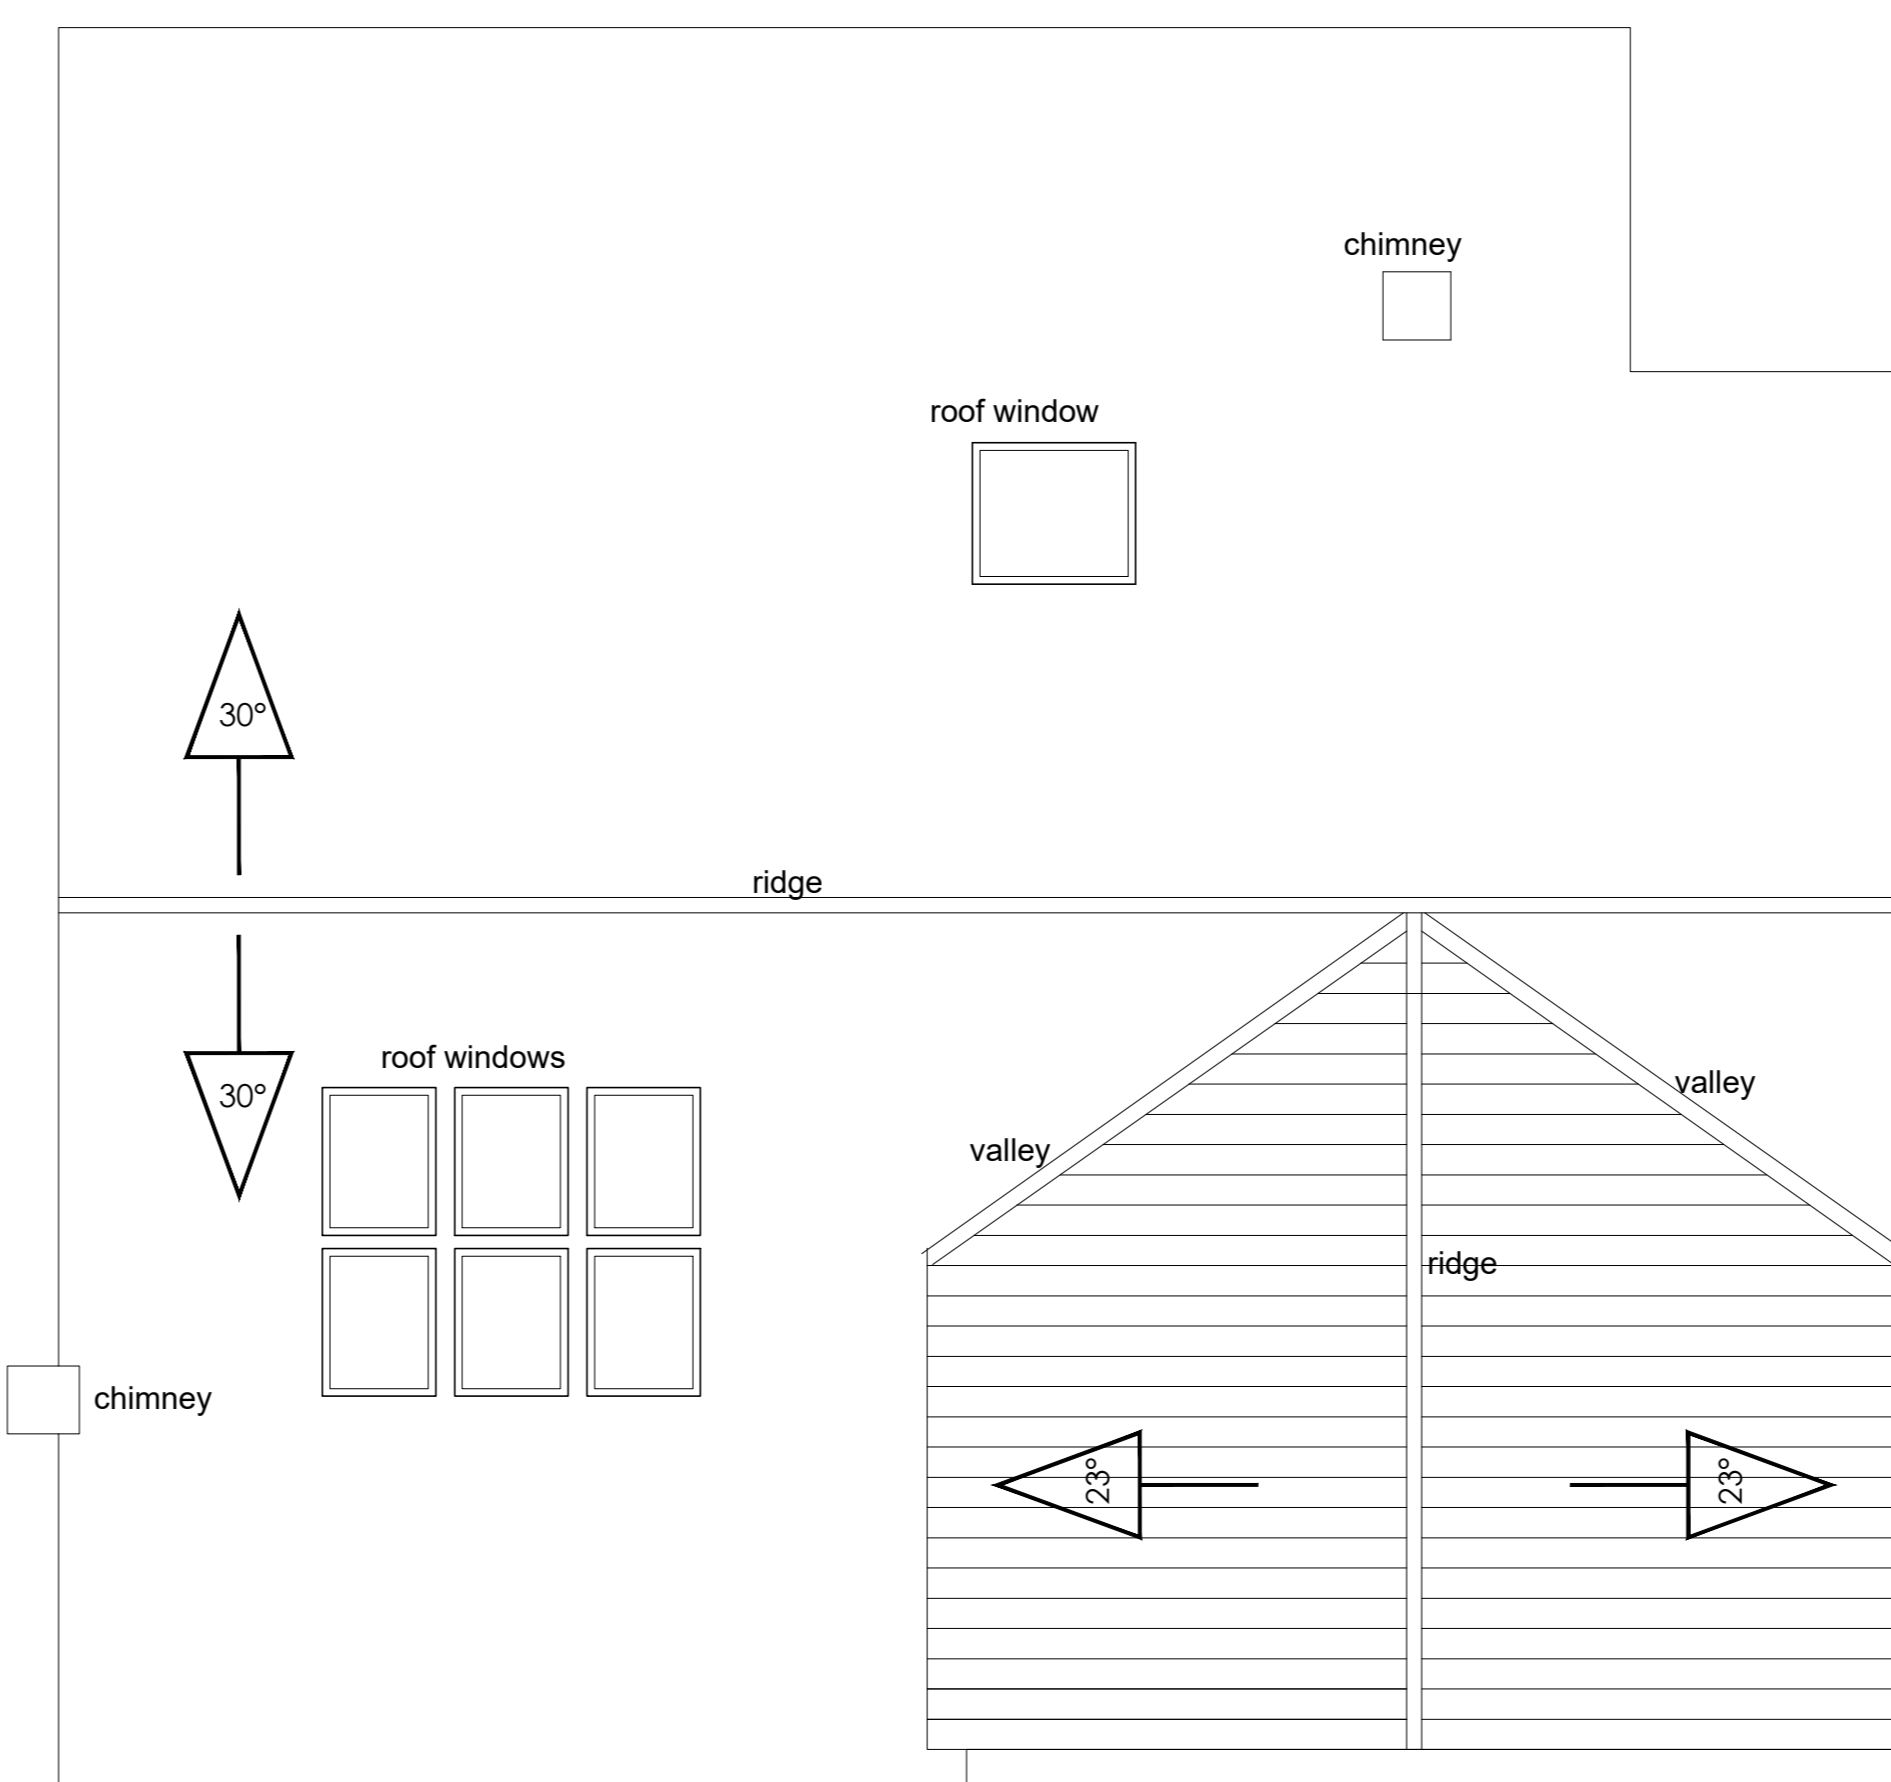 chimney
roof window
30°
ridge
30°
roof windows
valley
valley
ridge
chimney
23°
23°